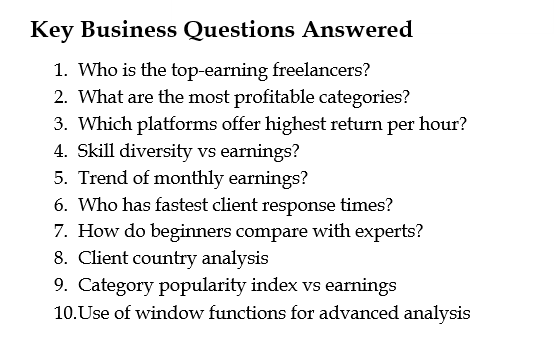 Key Business Questions Answered
1. Who is the top-earning freelancers?
2. What are the most profitable categories?
3. Which platforms offer highest return per hour?
4. Skill diversity vs earnings?
5. Trend of monthly earnings?
6. Who has fastest client response times?
7. How do beginners compare with experts?
8. Client country analysis
9. Category popularity index vs earnings
10.Use of window functions for advanced analysis